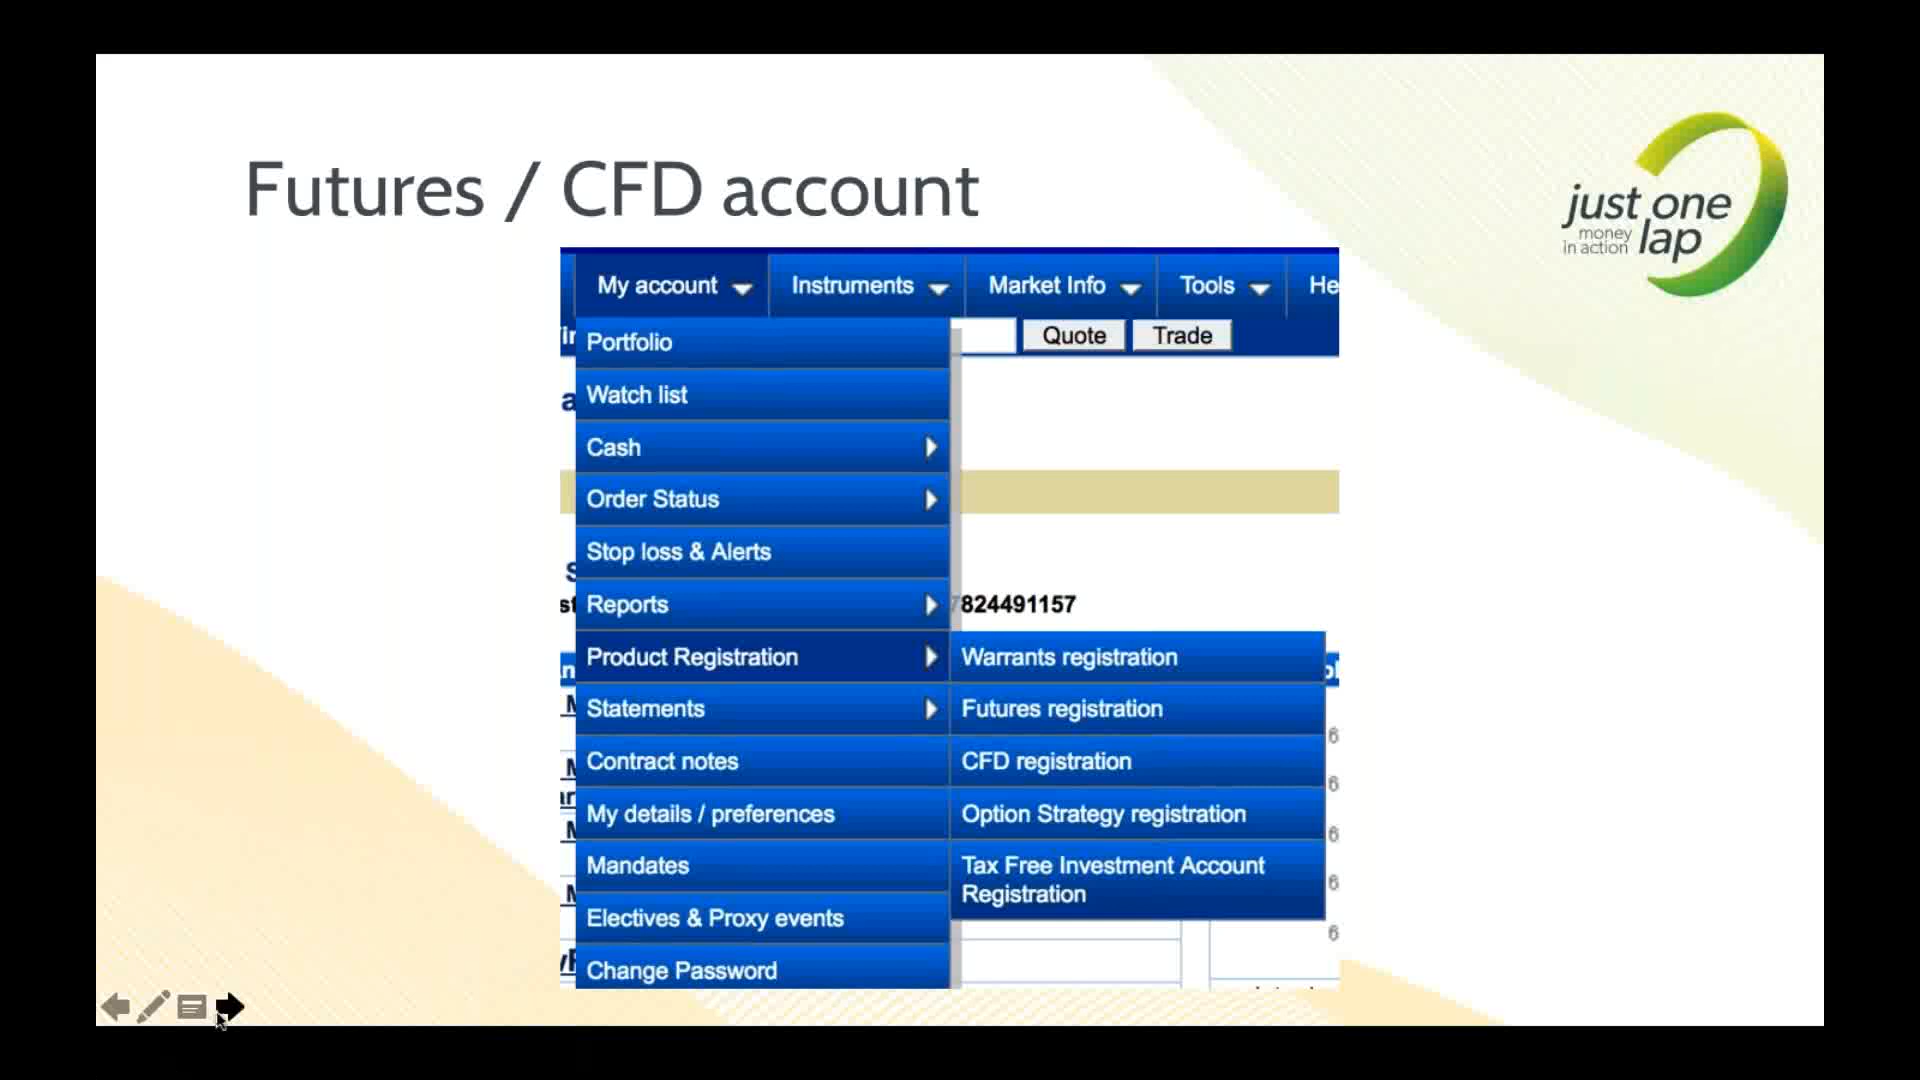 Futures / CFD account
just one
money
in action lap
My account Instruments Market Info Tools He
Portfolio Quote Trade
Watch list
Cash
Order Status
Stop loss & Alerts
Reports 7824491157
Product Registration Warrants registration
Statements Futures registration
Contract notes CFD registration
My details / preferences Option Strategy registration
Mandates Tax Free Investment Account
Registration
Electives & Proxy events
Change Password